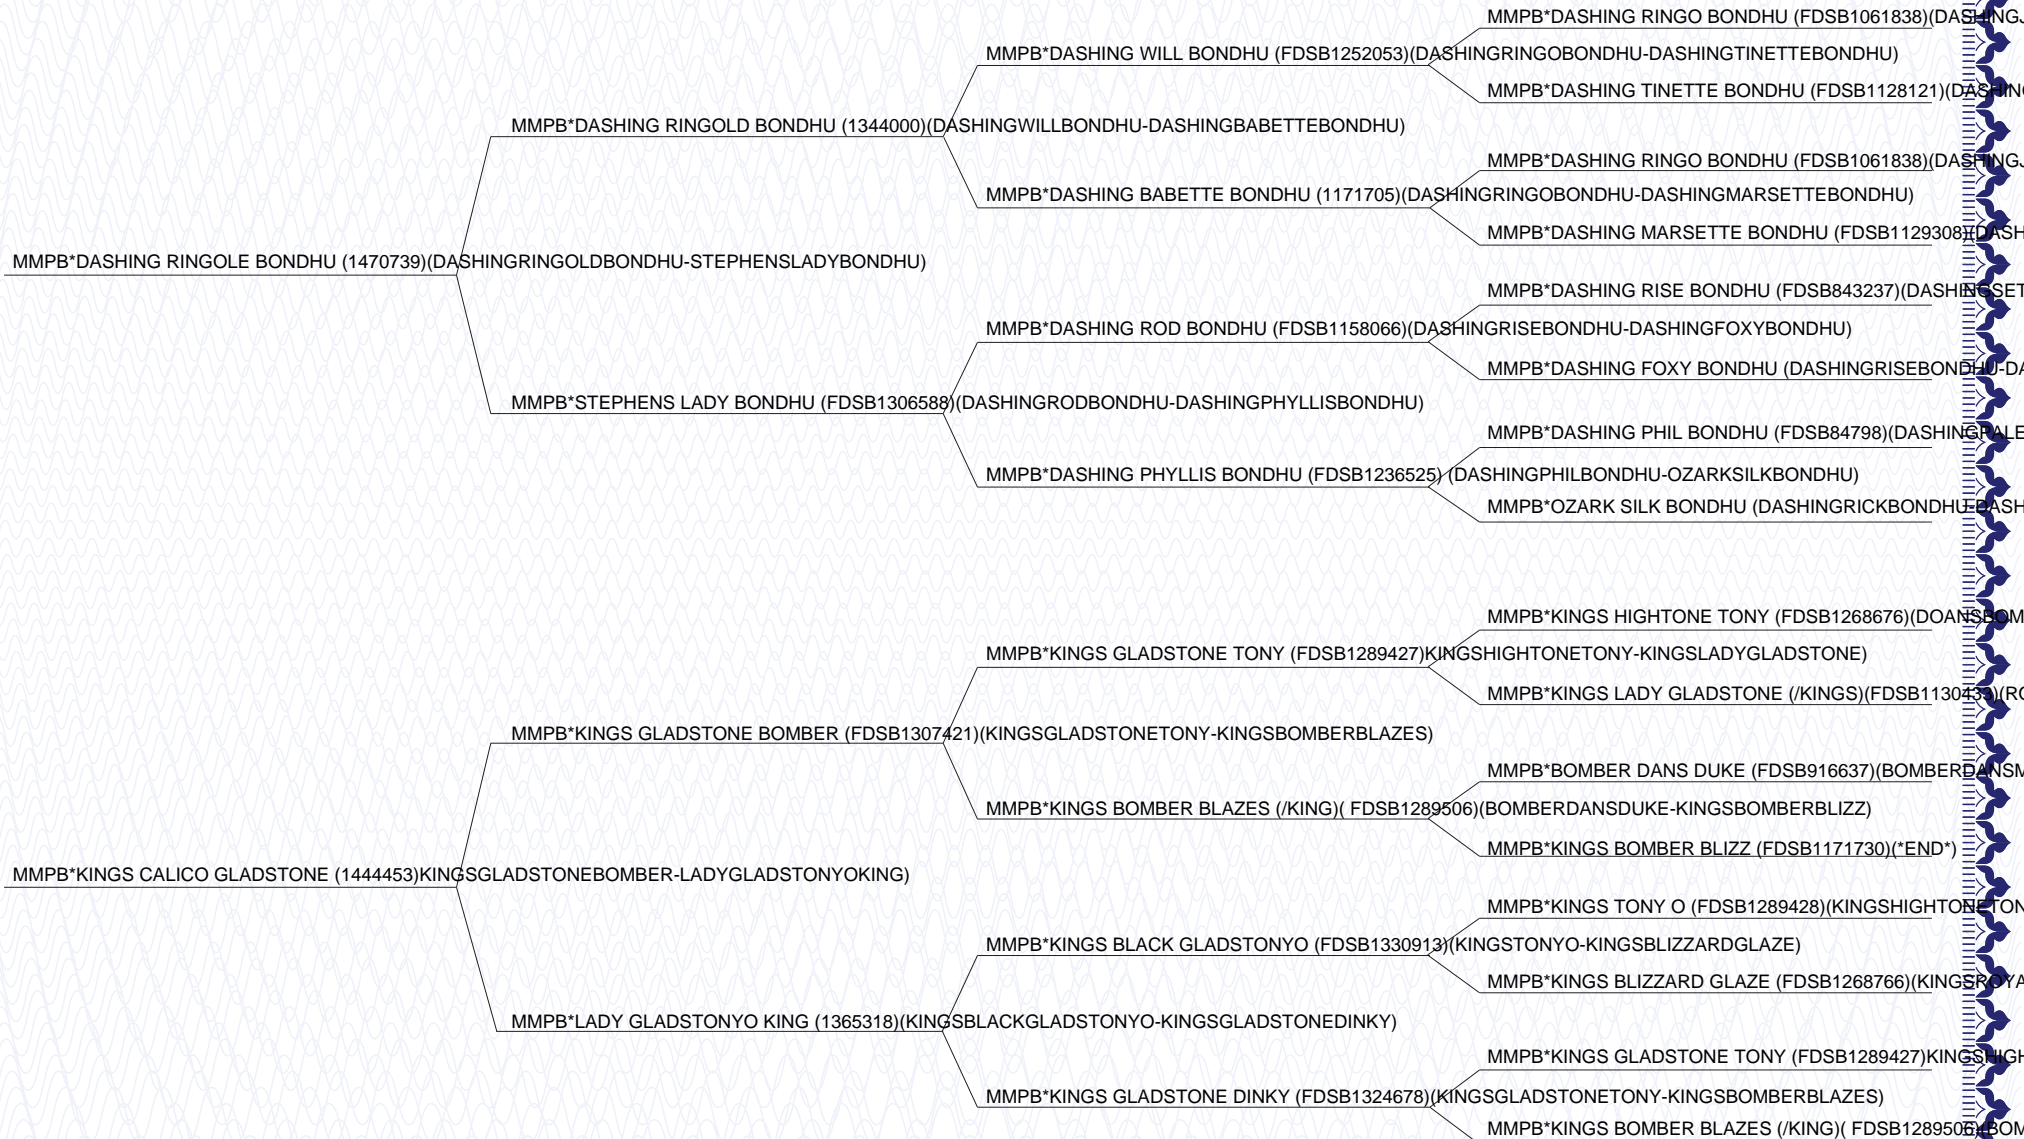 MMPB*DASHING RINGO BONDHU (FDSB1061838)(DASHINGJ
MMPB*DASHING WILL BONDHU (FDSB1252053)(DASHINGRINGOBONDHU-DASHINGTINETTEBONDHU)
MMPB*DASHING TINETTE BONDHU (FDSB1128121)(DASHING
MMPB*DASHING RINGOLD BONDHU (1344000)(DASHINGWILLBONDHU-DASHINGBABETTEBONDHU)
MMPB*DASHING RINGO BONDHU (FDSB1061838)(DASHINGJ
MMPB*DASHING BABETTE BONDHU (1171705)(DASHINGRINGOBONDHU-DASHINGMARSETTEBONDHU)
MMPB*DASHING MARSETTE BONDHU (FDSB1129308)(DASH
MMPB*DASHING RINGOLE BONDHU (1470739)(DASHINGRINGOLDBONDHU-STEPHENSLADYBONDHU)
MMPB*DASHING RISE BONDHU (FDSB843237)(DASHINGSET
MMPB*DASHING ROD BONDHU (FDSB1158066)(DASHINGRISEBONDHU-DASHINGFOXYBONDHU)
MMPB*DASHING FOXY BONDHU (DASHINGRISEBONDHU-DA
MMPB*STEPHENS LADY BONDHU (FDSB1306588)(DASHINGRODBONDHU-DASHINGPHYLLISBONDHU)
MMPB*DASHING PHIL BONDHU (FDSB84798)(DASHINGPALE
MMPB*DASHING PHYLLIS BONDHU (FDSB1236525) (DASHINGPHILBONDHU-OZARKSILKBONDHU)
MMPB*OZARK SILK BONDHU (DASHINGRICKBONDHU-DASH
MMPB*KINGS HIGHTONE TONY (FDSB1268676)(DOANSBOM
MMPB*KINGS GLADSTONE TONY (FDSB1289427)KINGSHIGHTONETONY-KINGSLADYGLADSTONE)
MMPB*KINGS LADY GLADSTONE (/KINGS)(FDSB1130433)(RO
MMPB*KINGS GLADSTONE BOMBER (FDSB1307421)(KINGSGLADSTONETONY-KINGSBOMBERBLAZES)
MMPB*BOMBER DANS DUKE (FDSB916637)(BOMBERDANSM
MMPB*KINGS BOMBER BLAZES (/KING)( FDSB1289506)(BOMBERDANSDUKE-KINGSBOMBERBLIZZ)
MMPB*KINGS BOMBER BLIZZ (FDSB1171730)(*END*)
MMPB*KINGS CALICO GLADSTONE (1444453)KINGSGLADSTONEBOMBER-LADYGLADSTONYOKING)
MMPB*KINGS TONY O (FDSB1289428)(KINGSHIGHTONETON
MMPB*KINGS BLACK GLADSTONYO (FDSB1330913)(KINGSTONYO-KINGSBLIZZARDGLAZE)
MMPB*KINGS BLIZZARD GLAZE (FDSB1268766)(KINGSROYA
MMPB*LADY GLADSTONYO KING (1365318)(KINGSBLACKGLADSTONYO-KINGSGLADSTONEDINKY)
MMPB*KINGS GLADSTONE TONY (FDSB1289427)KINGSHIGH
MMPB*KINGS GLADSTONE DINKY (FDSB1324678)(KINGSGLADSTONETONY-KINGSBOMBERBLAZES)
MMPB*KINGS BOMBER BLAZES (/KING)( FDSB1289506)(BOM